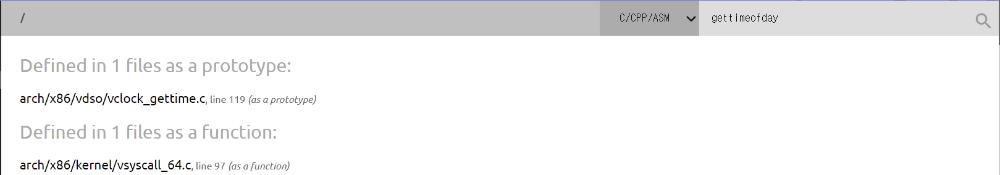 / C/CPP/ASM gettimeofday
Defined in 1 files as a prototype:
arch/x86/vdso/vclock_gettime.c, line 119 (as a prototype)
Defined in 1 files as a function:
arch/x86/kernel/vsyscall_64.c, line 97 (as a function)